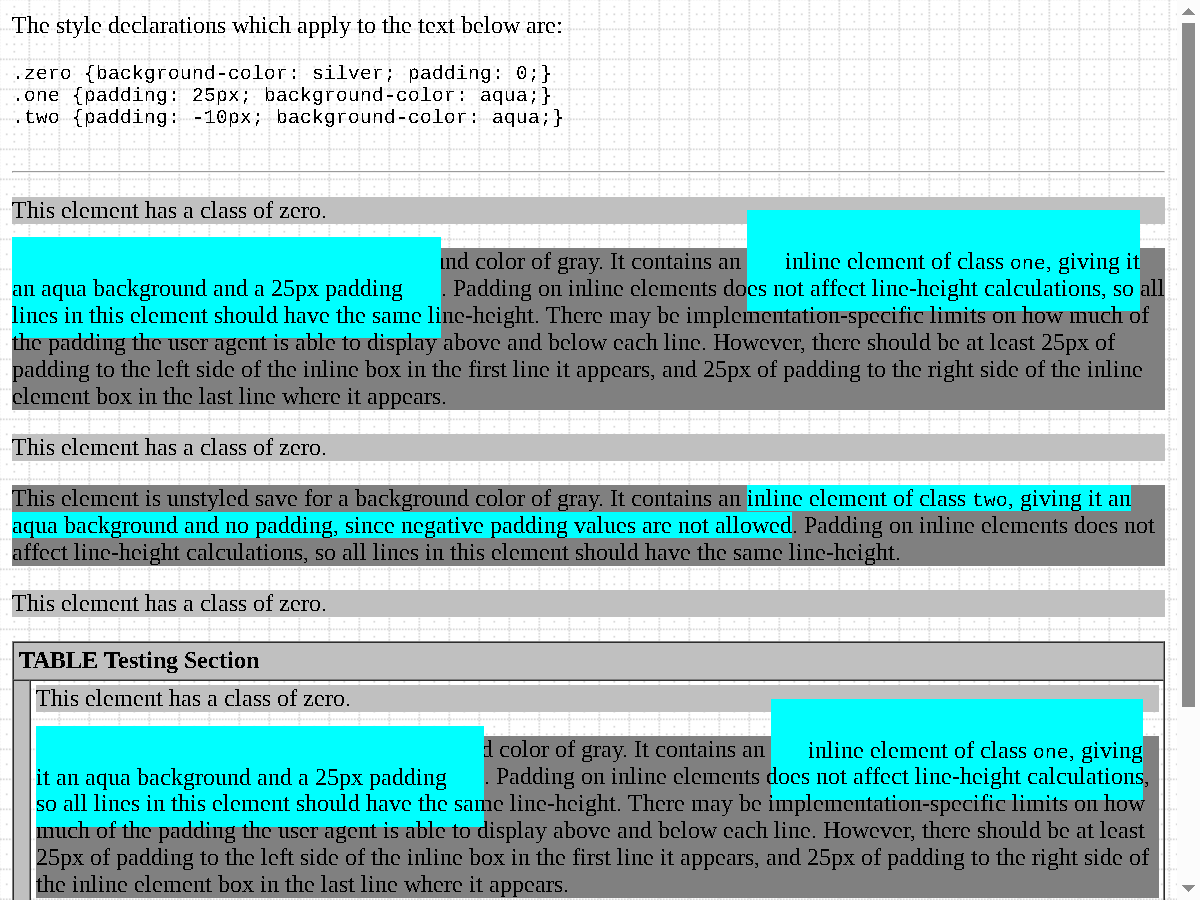 The style declarations which apply to the text below are:
.zero {background-color: silver; padding: 0;}
.one {padding: 25px; background-color: aqua;}
.two {padding: -10px; background-color: aqua;}
This element has a class of zero.
nd color of gray. It contains an inline element of class one, giving it
an aqua background and a 25px padding. Padding on inline elements does not affect line-height calculations, so all
lines in this element should have the same line-height. There may be implementation-specific limits on how much of
the padding the user agent is able to display above and below each line. However, there should be at least 25px of
padding to the left side of the inline box in the first line it appears, and 25px of padding to the right side of the inline
element box in the last line where it appears.
This element has a class of zero.
This element is unstyled save for a background color of gray. It contains an inline element of class two, giving it an
aqua background and no padding, since negative padding values are not allowed. Padding on inline elements does not
affect line-height calculations, so all lines in this element should have the same line-height.
This element has a class of zero.
TABLE Testing Section
This element has a class of zero.
color of gray. It contains an inline element of class one, giving
it an aqua background and a 25px padding. Padding on inline elements does not affect line-height calculations,
so all lines in this element should have the same line-height. There may be implementation-specific limits on how
much of the padding the user agent is able to display above and below each line. However, there should be at least
25px of padding to the left side of the inline box in the first line it appears, and 25px of padding to the right side of
the inline element box in the last line where it appears.